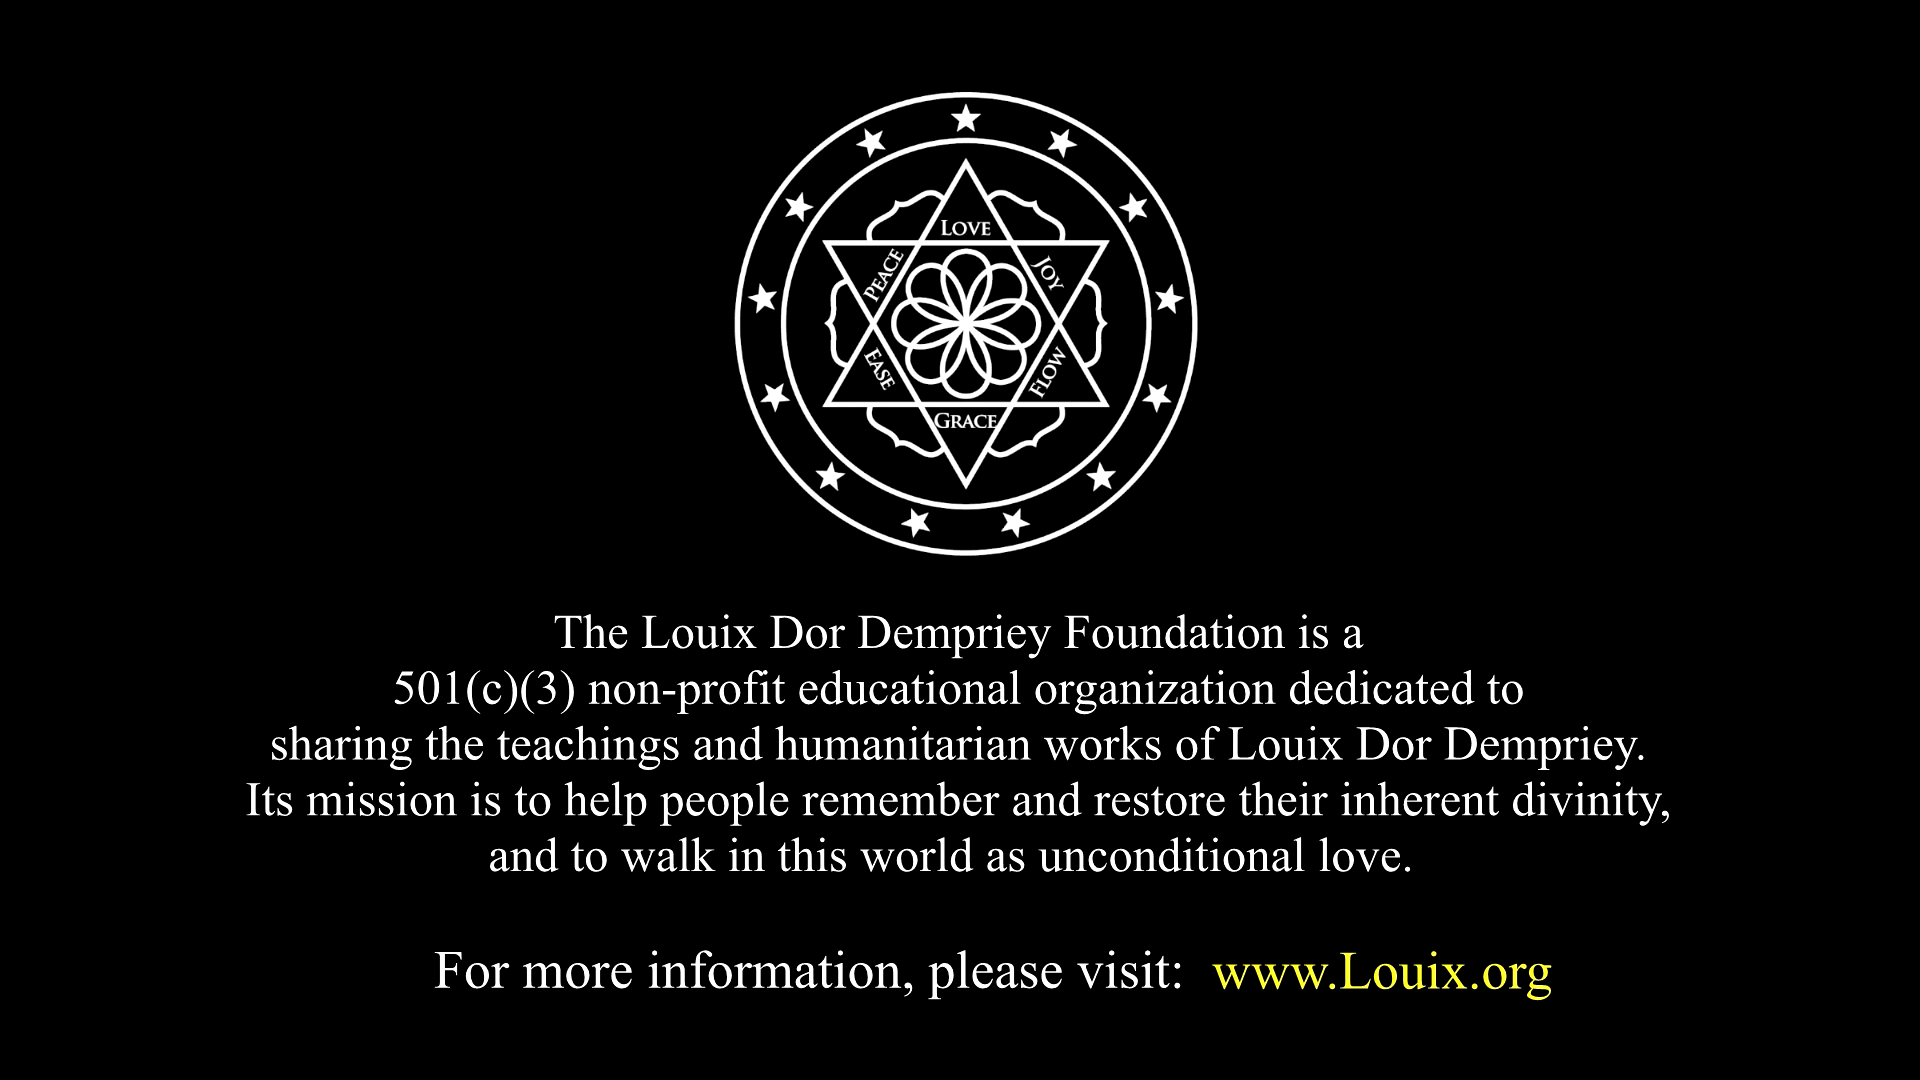 LOVE
PEACE
JOY
EASE
FLOW
GRACE
The Louix Dor Dempriey Foundation is a
501(c)(3) non-profit educational organization dedicated to
sharing the teachings and humanitarian works of Louix Dor Dempriey.
Its mission is to help people remember and restore their inherent divinity,
and to walk in this world as unconditional love.
For more information, please visit: www.Louix.org